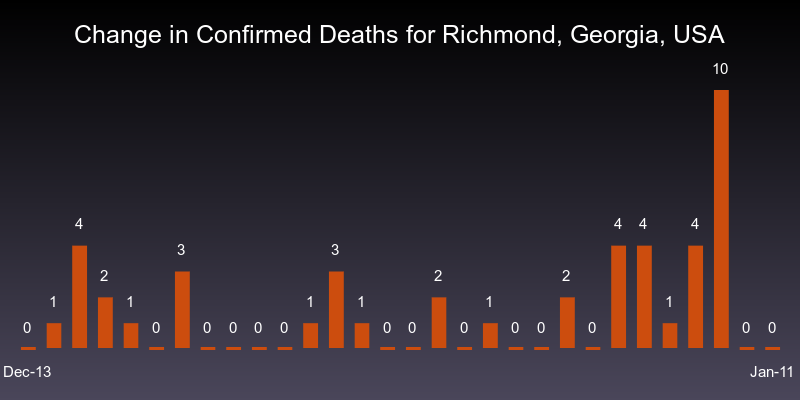 Change in Confirmed Deaths for Richmond, Georgia, USA
0 1 4 2 1 0 3 0 0 0 0 1 3 1 0 0 2 0 1 0 0 2 0 4 4 1 4 10 0 0
Dec-13 Jan-11